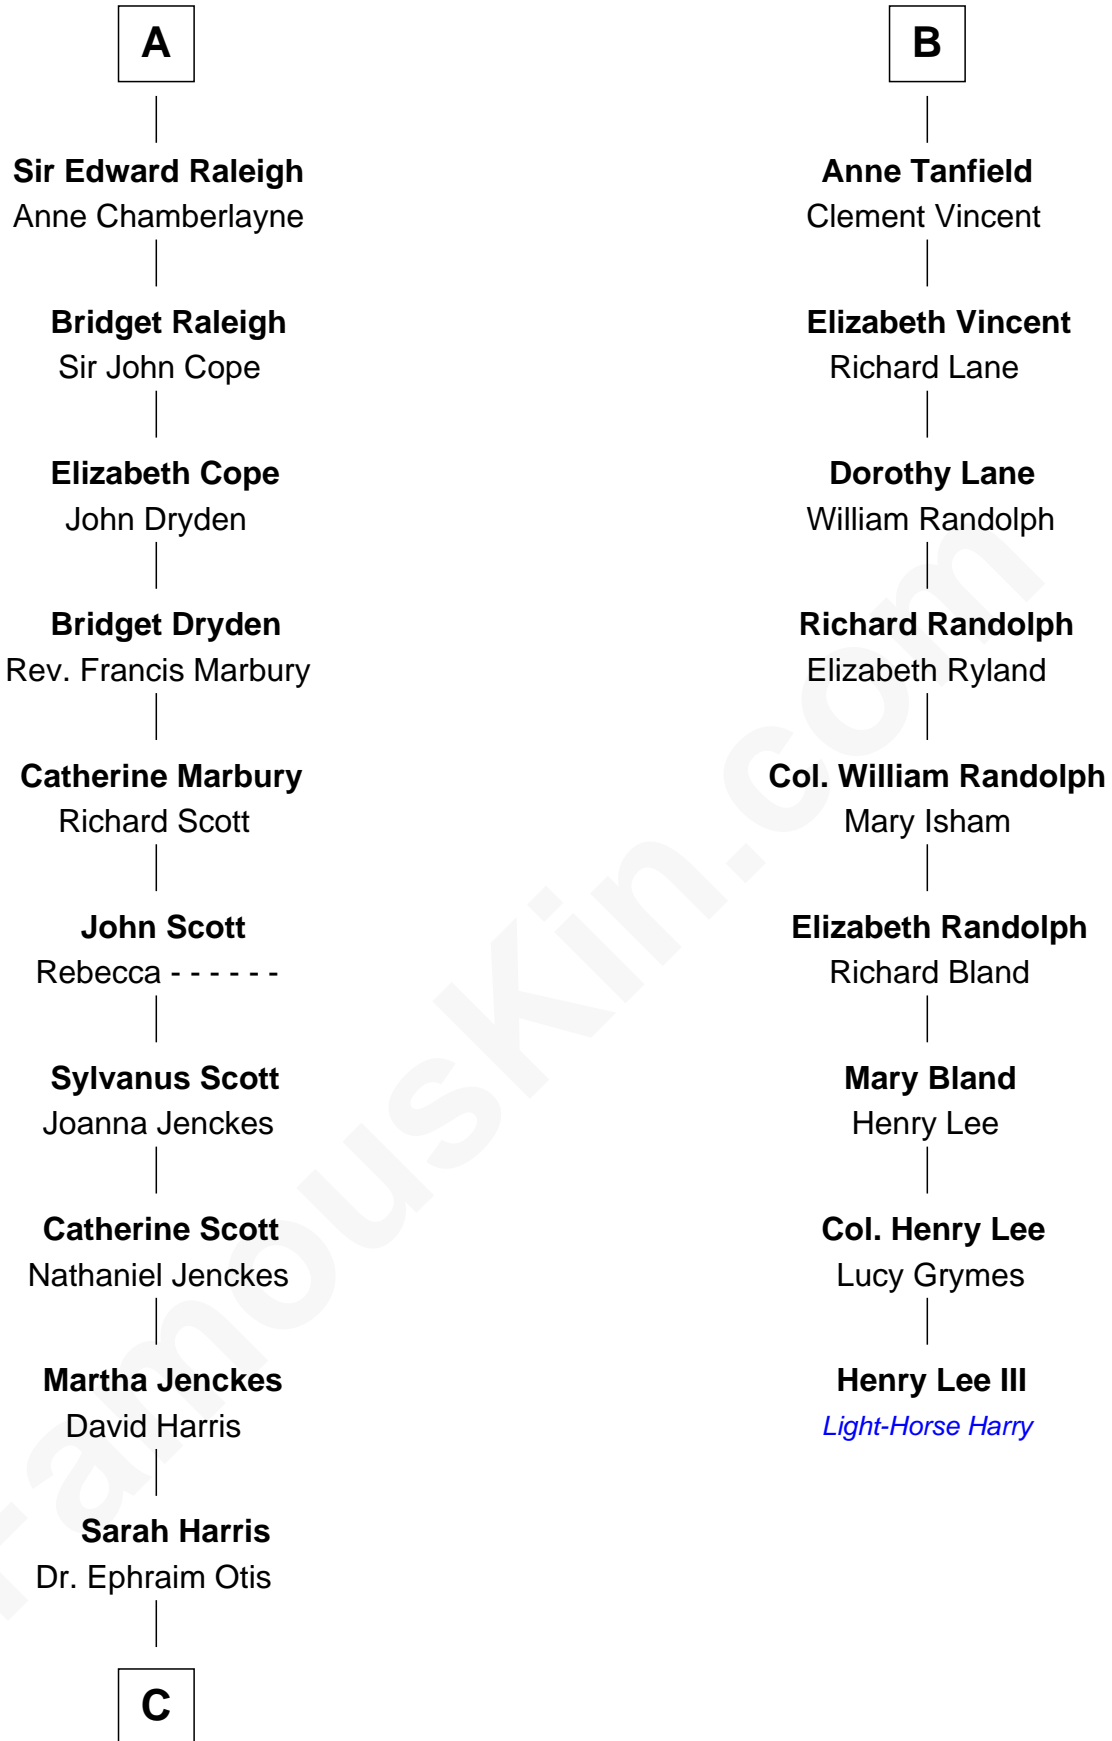 A
Sir Edward Raleigh
Anne Chamberlayne
Bridget Raleigh
Sir John Cope
Elizabeth Cope
John Dryden
Bridget Dryden
Rev. Francis Marbury
Catherine Marbury
Richard Scott
John Scott
Rebecca - - - - - -
Sylvanus Scott
Joanna Jenckes
Catherine Scott
Nathaniel Jenckes
Martha Jenckes
David Harris
Sarah Harris
Dr. Ephraim Otis
C
B
Anne Tanfield
Clement Vincent
Elizabeth Vincent
Richard Lane
Dorothy Lane
William Randolph
Richard Randolph
Elizabeth Ryland
Col. William Randolph
Mary Isham
Elizabeth Randolph
Richard Bland
Mary Bland
Henry Lee
Col. Henry Lee
Lucy Grymes
Henry Lee III
Light-Horse Harry
FamousKin.com